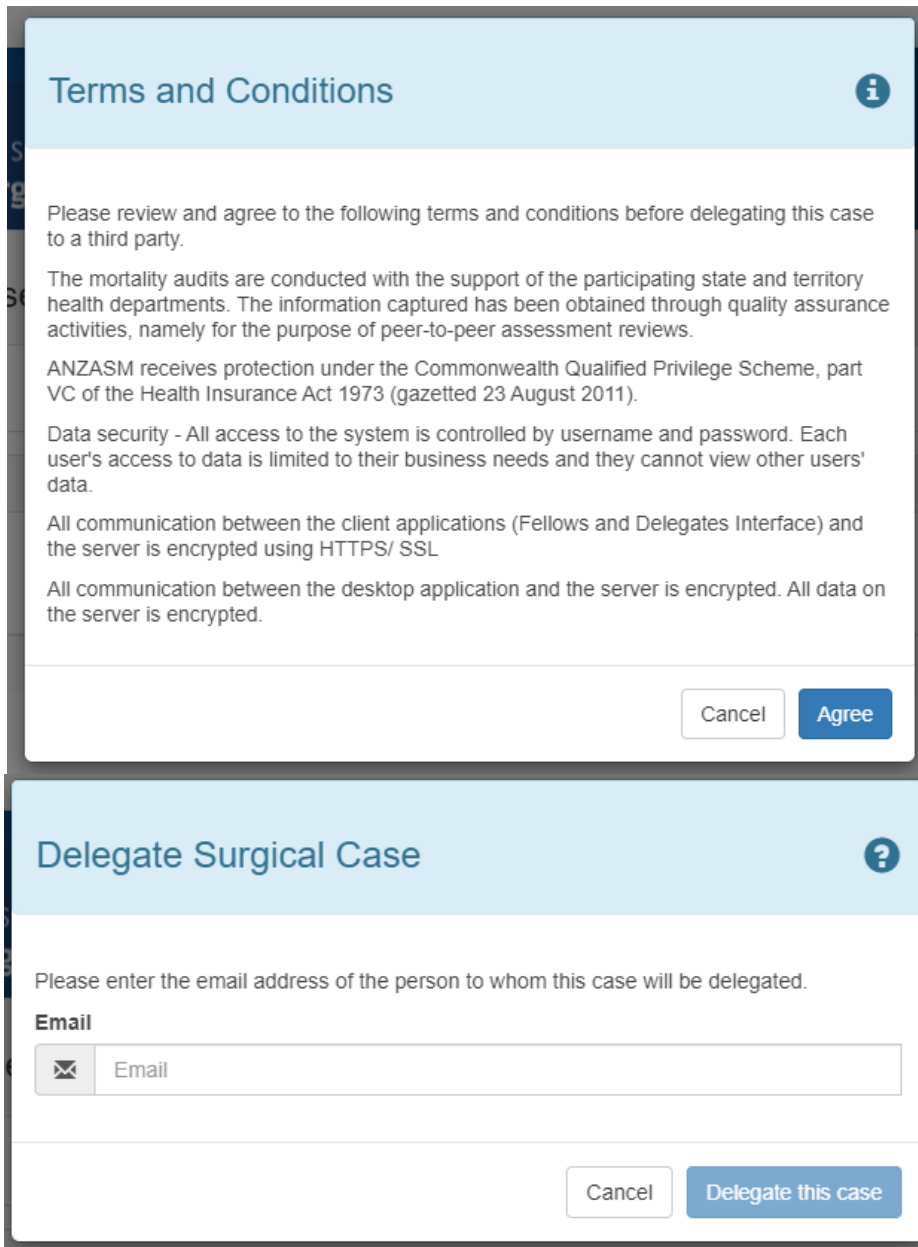 Terms and Conditions
Please review and agree to the following terms and conditions before delegating this case
to a third party.
The mortality audits are conducted with the support of the participating state and territory
health departments. The information captured has been obtained through quality assurance
activities, namely for the purpose of peer-to-peer assessment reviews.
ANZASM receives protection under the Commonwealth Qualified Privilege Scheme, part
VC of the Health Insurance Act 1973 (gazetted 23 August 2011).
Data security - All access to the system is controlled by username and password. Each
user's access to data is limited to their business needs and they cannot view other users'
data.
All communication between the client applications (Fellows and Delegates Interface) and
the server is encrypted using HTTPS/ SSL
All communication between the desktop application and the server is encrypted. All data on
the server is encrypted.
Cancel Agree
Delegate Surgical Case
Please enter the email address of the person to whom this case will be delegated.
Email
Email
Cancel Delegate this case